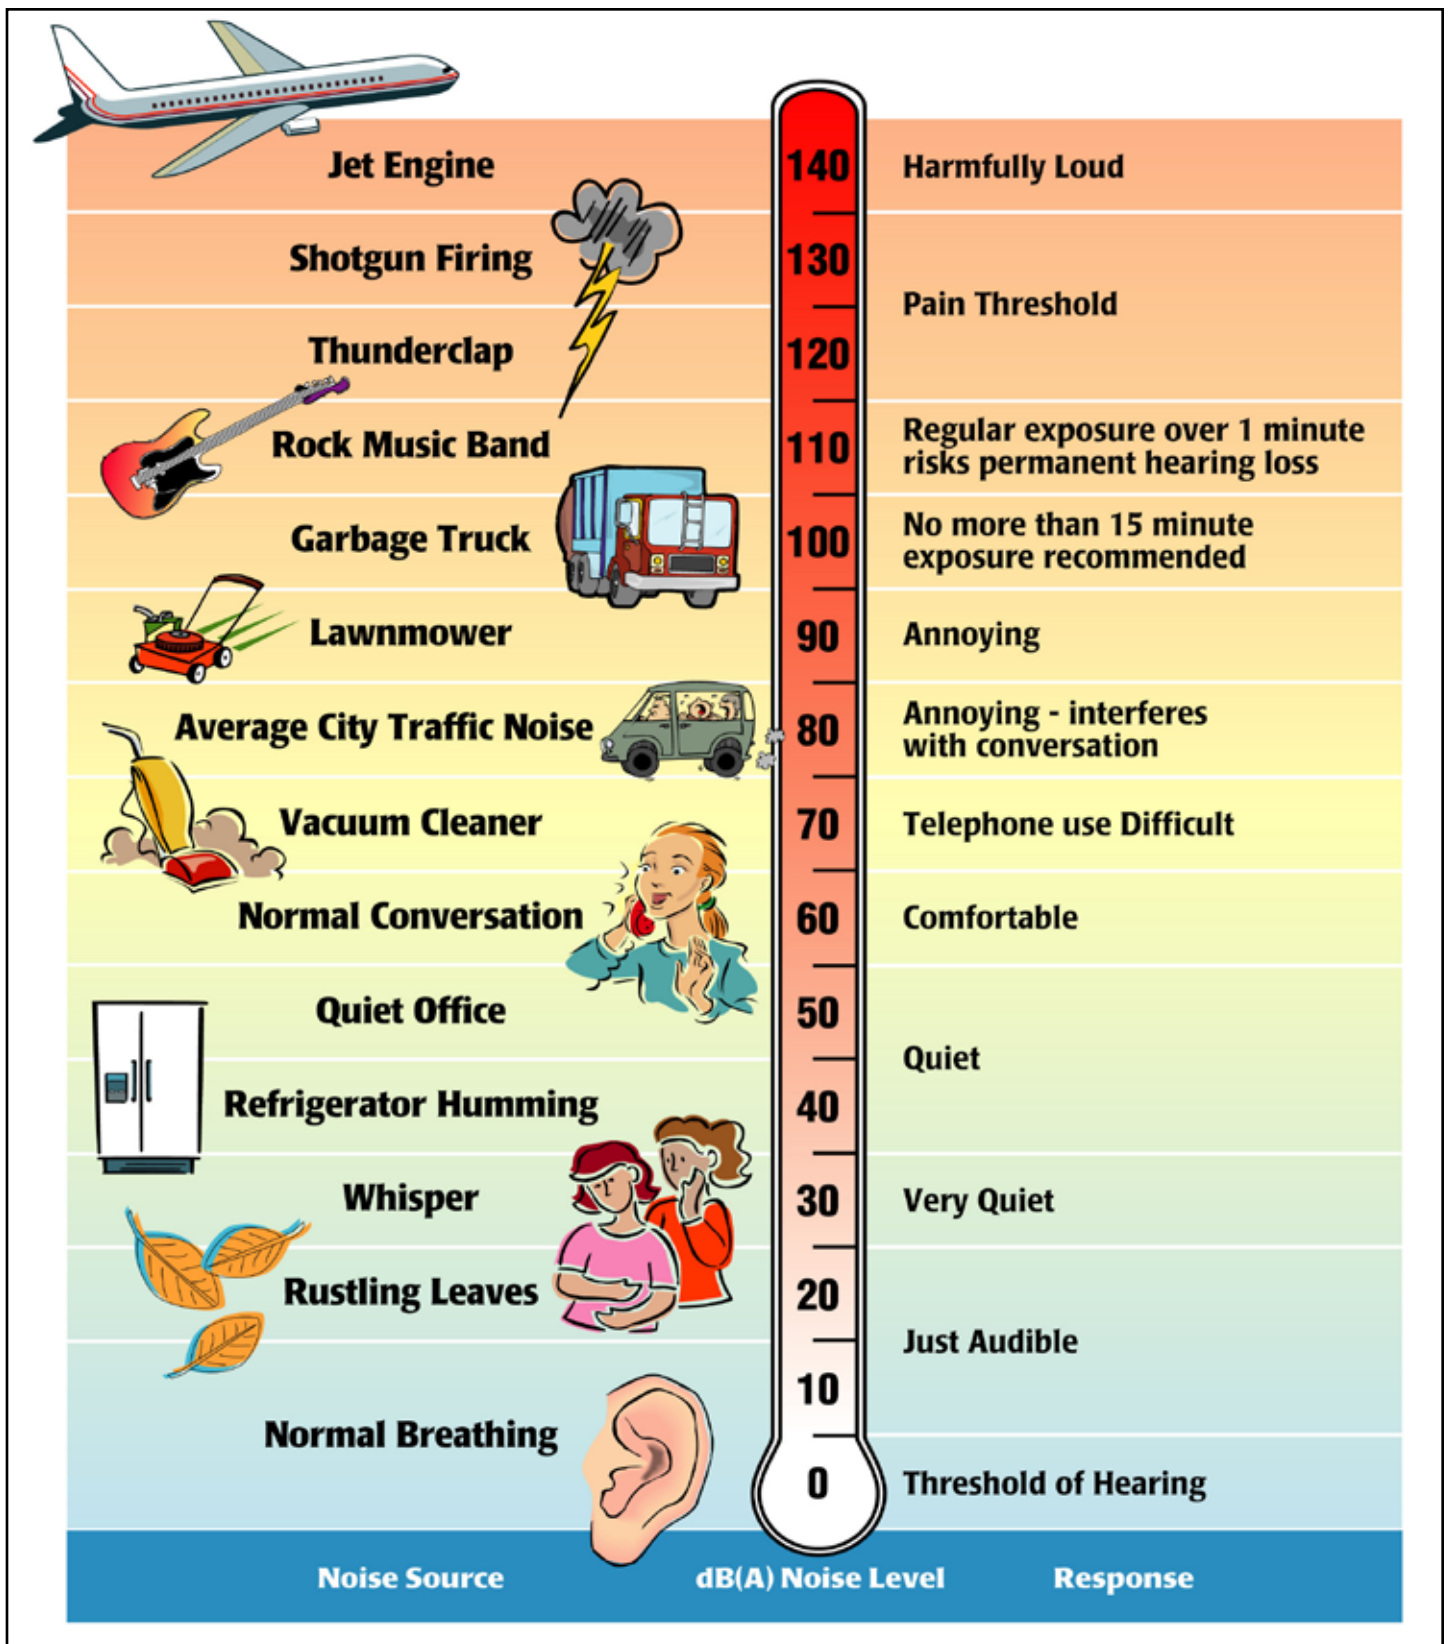 Jet Engine 140 Harmfully Loud
Shotgun Firing 130
Pain Threshold
Thunderclap 120
Rock Music Band 110 Regular exposure over 1 minute
risks permanent hearing loss
Garbage Truck 100 No more than 15 minute
exposure recommended
Lawnmower 90 Annoying
Average City Traffic Noise 80 Annoying - interferes
with conversation
Vacuum Cleaner 70 Telephone use Difficult
Normal Conversation 60 Comfortable
Quiet Office 50
Quiet
Refrigerator Humming 40
Whisper 30 Very Quiet
Rustling Leaves 20
Just Audible
10
Normal Breathing
0 Threshold of Hearing
Noise Source dB(A) Noise Level Response